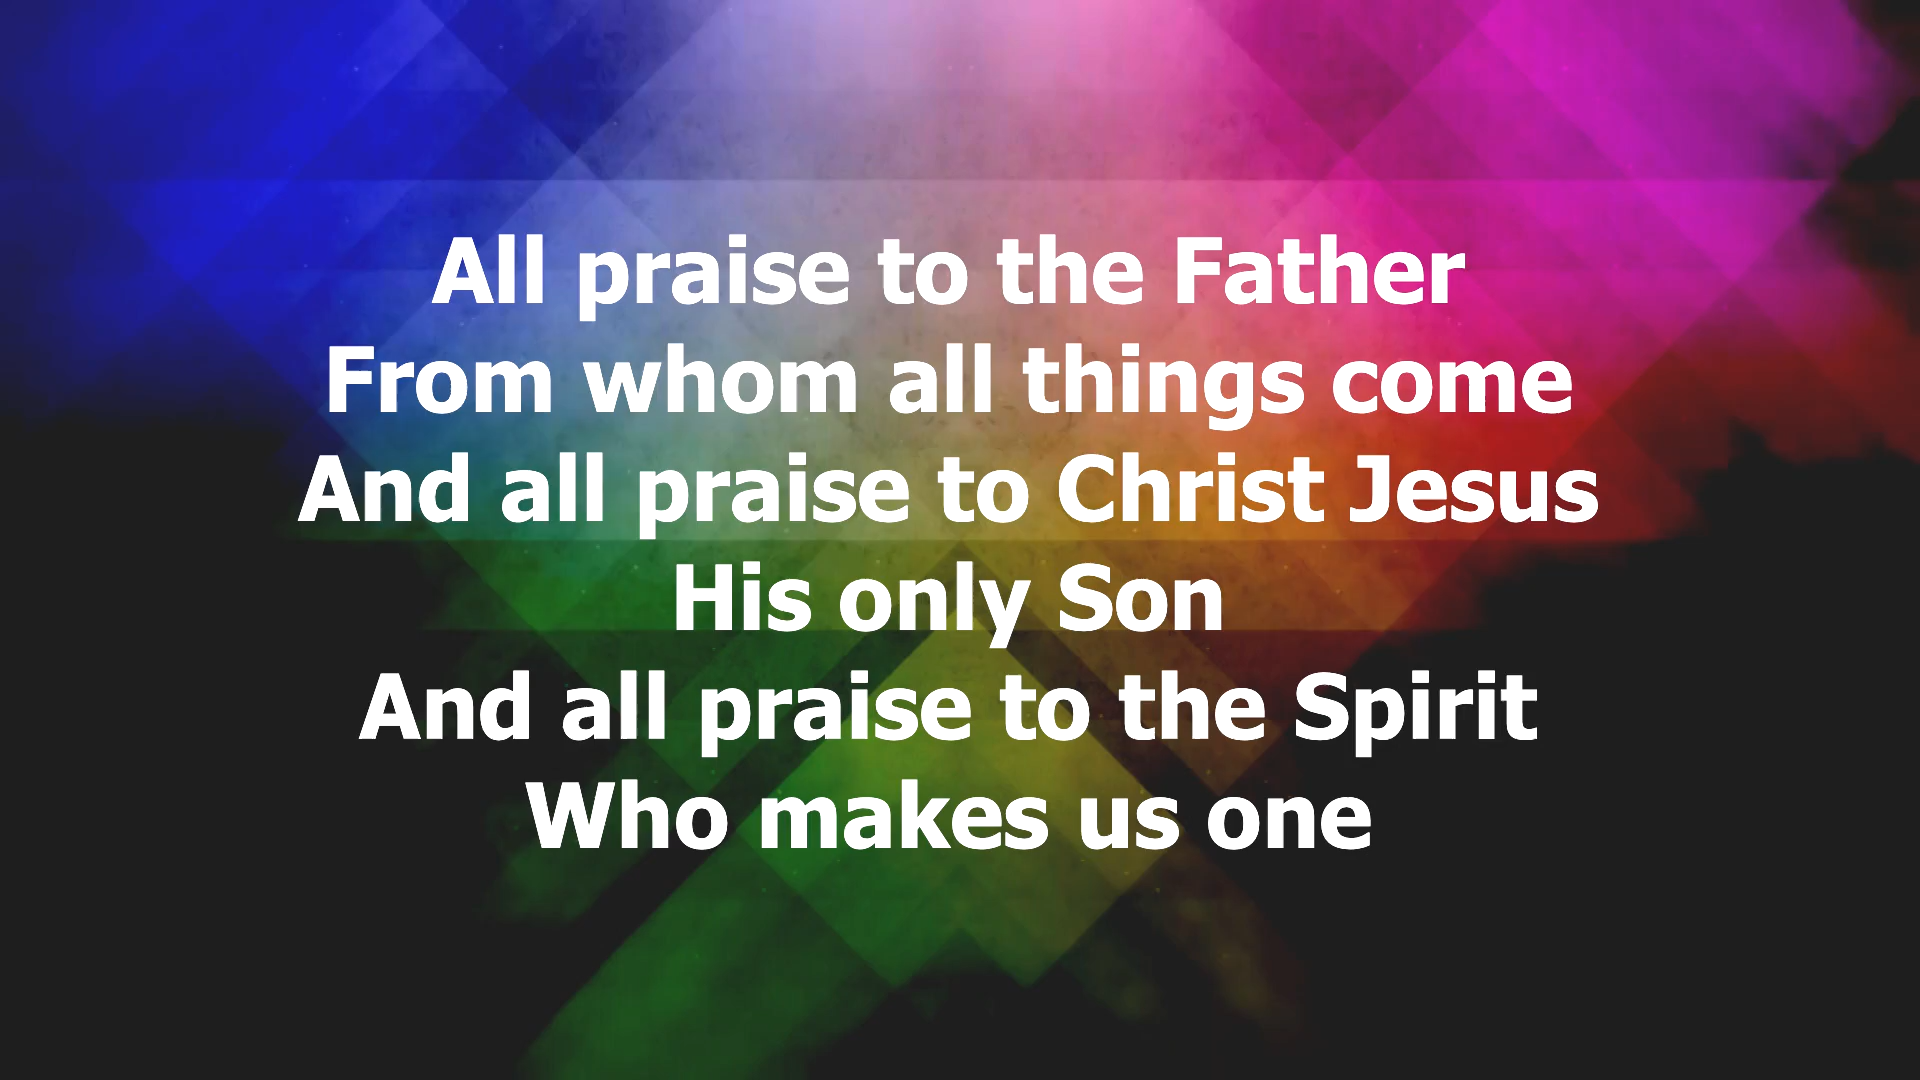 All praise to the Father
From whom all things come
And all praise to Christ Jesus
His only Son
And all praise to the Spirit
Who makes us one